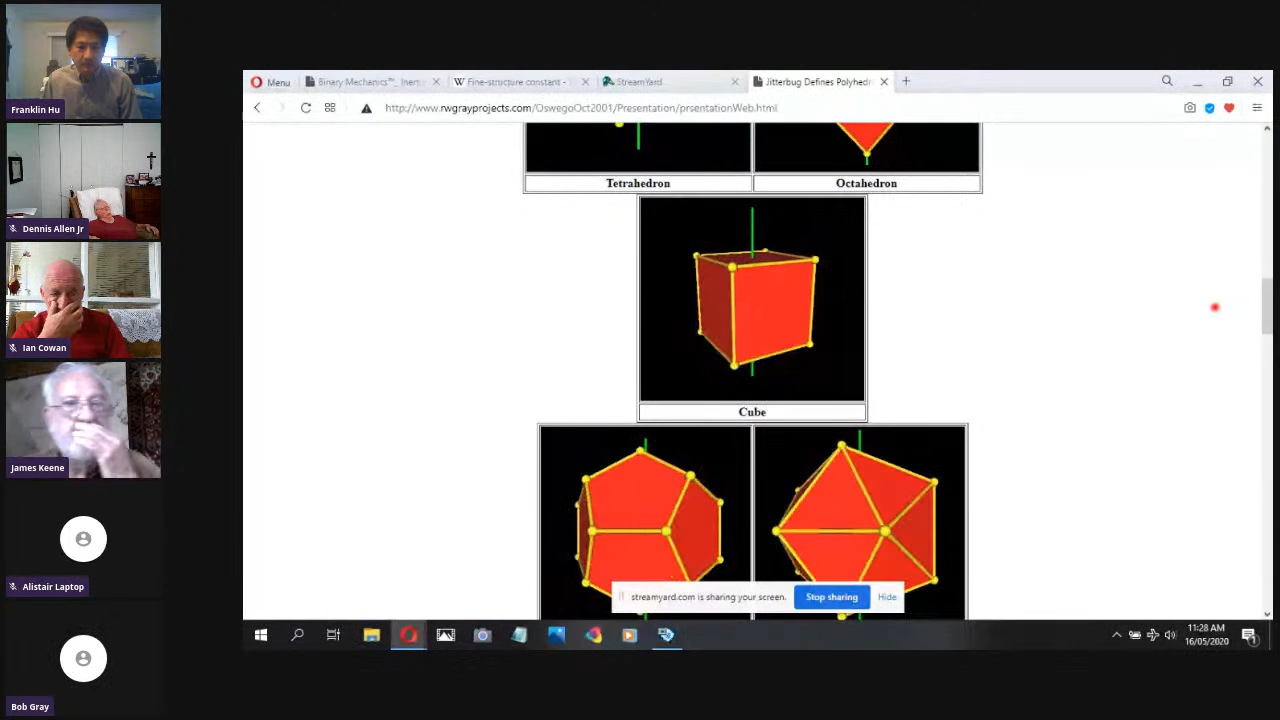 Franklin Hu
Dennis Allen Jr
Ian Cowan
James Keene
Alistair Laptop
Bob Gray
Menu
Binary Mechanics™, Inert
Fine-structure constant -
StreamYard
Jitterbug Defines Polyhedr
http://www.rwgrayprojects.com/OswegoOct2001/Presentation/prsentationWeb.html
Tetrahedron
Octahedron
Cube
streamyard.com is sharing your screen.
Stop sharing
Hide
11:28 AM
16/05/2020
1